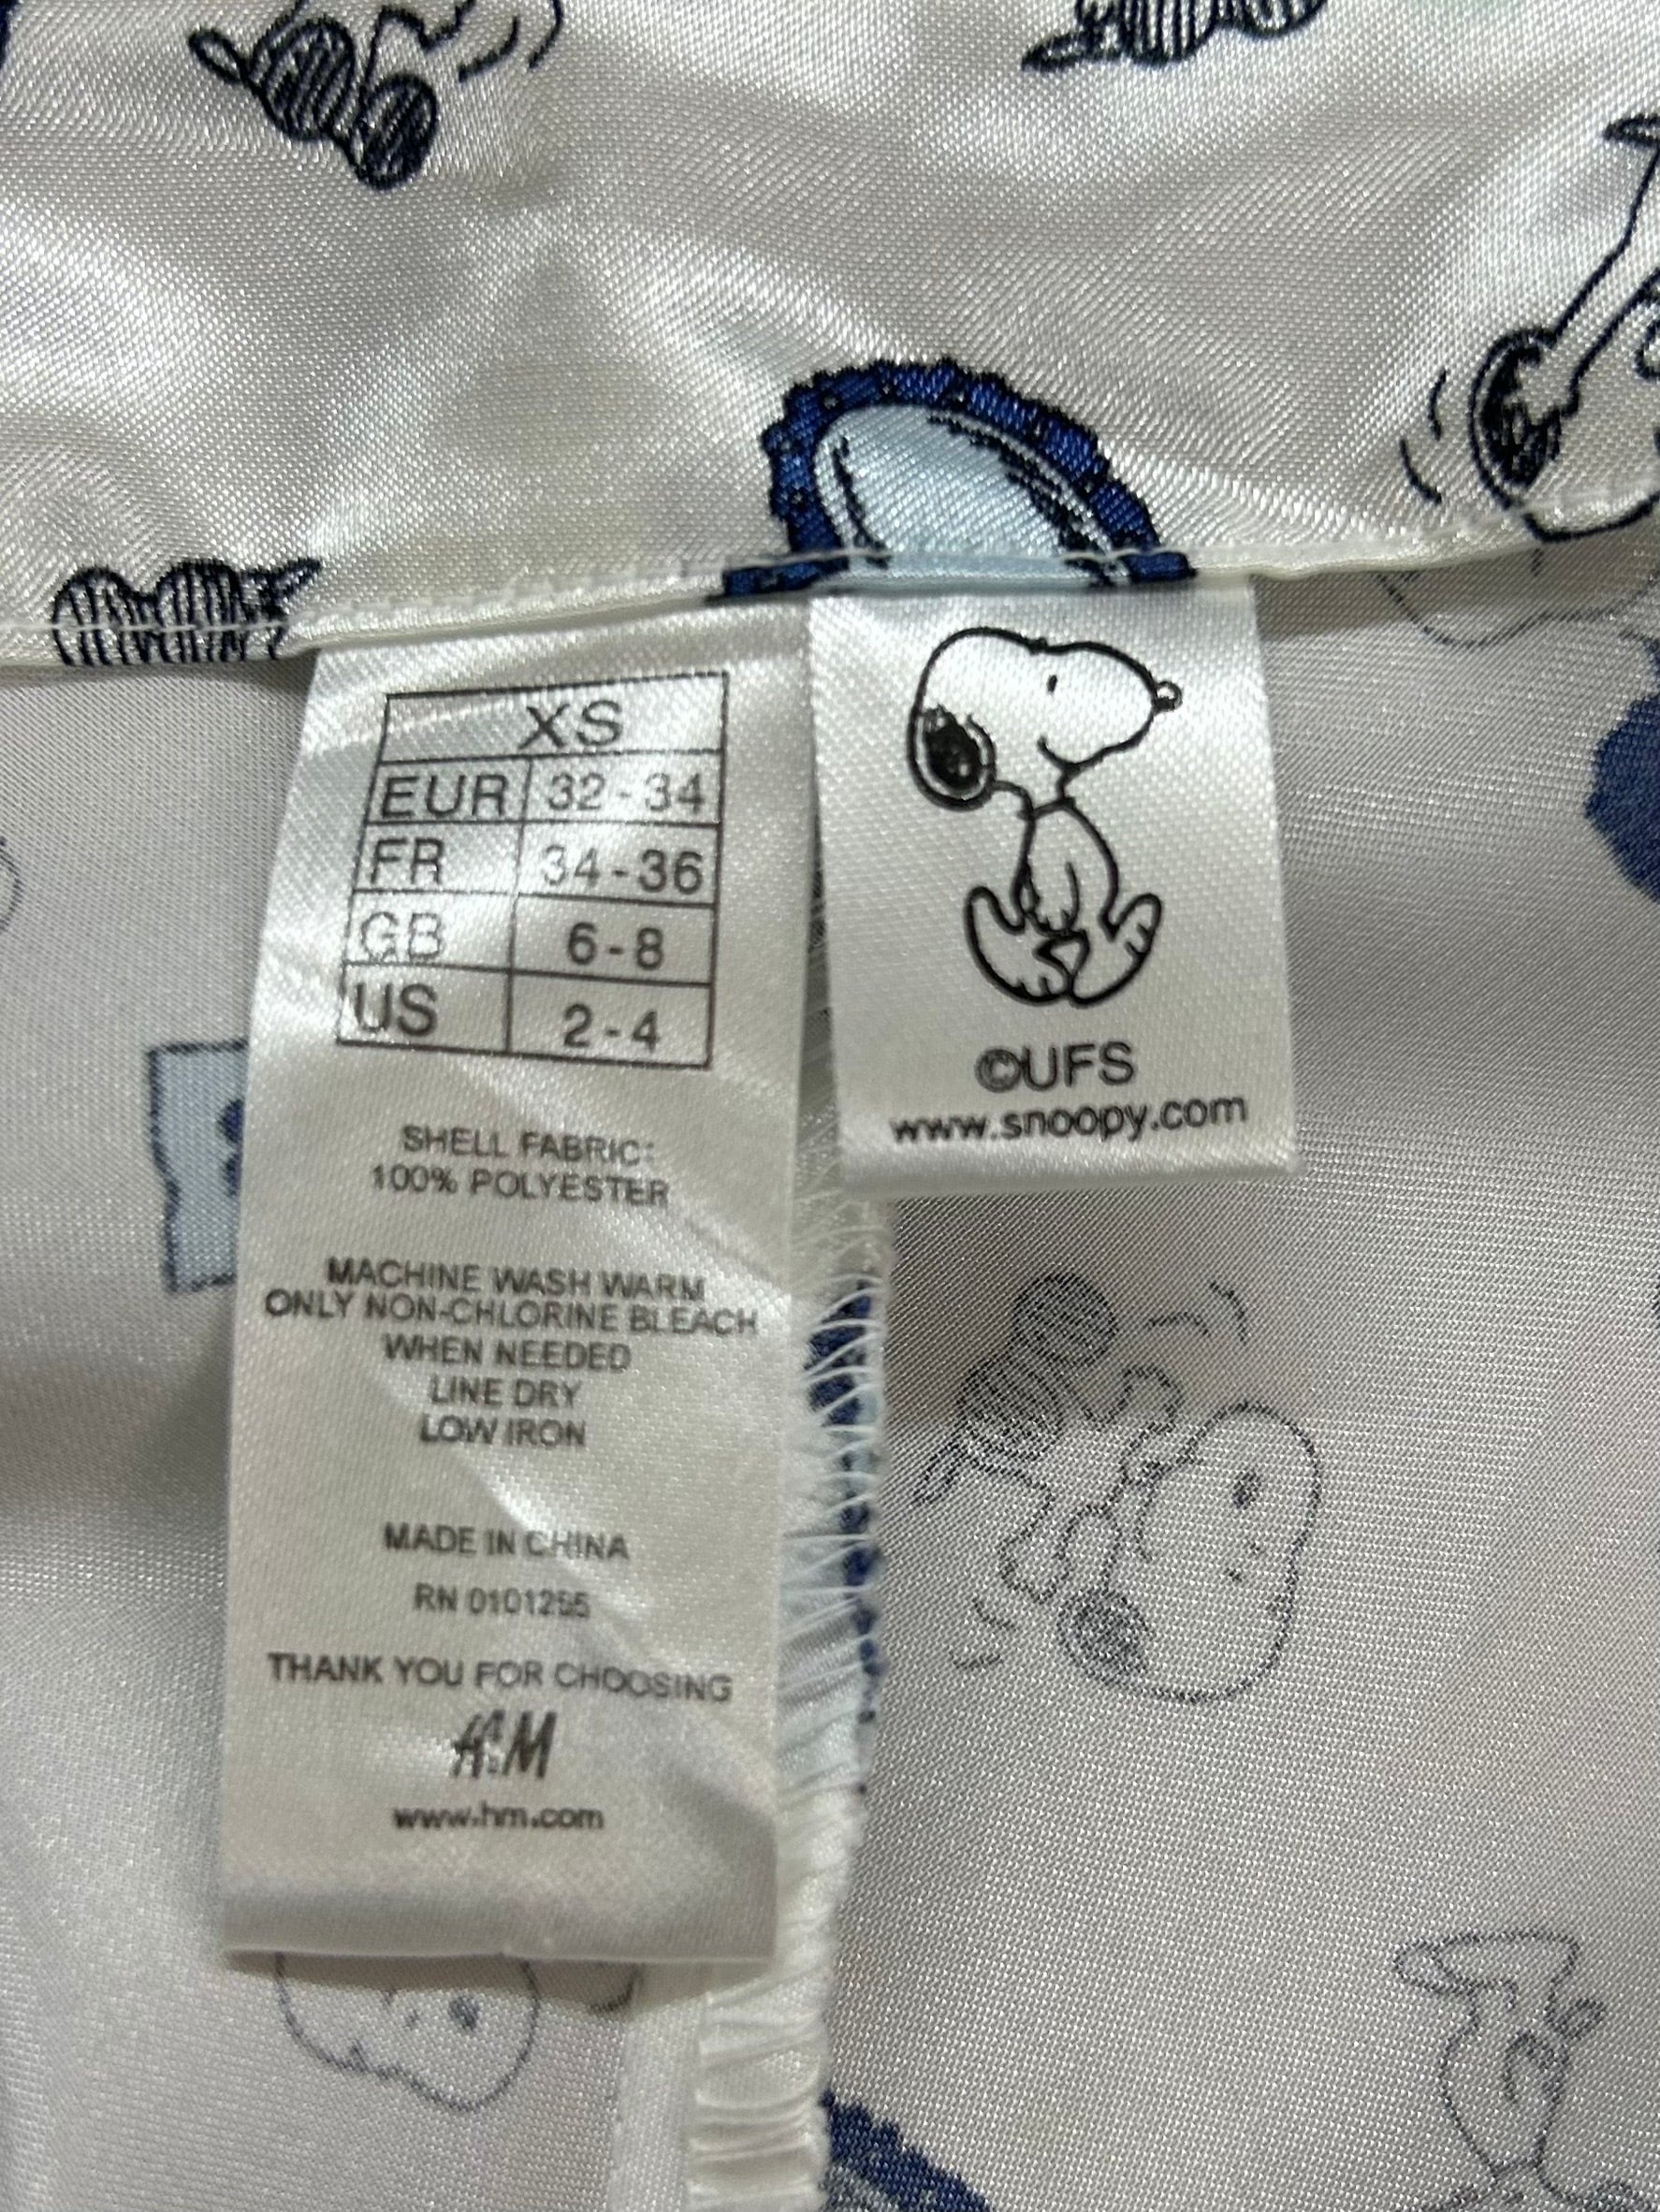 XS
EUR 32-34
FR 34-36
GB 6-8
US 2-4
SHELL FABRIC:
100% POLYESTER
MACHINE WASH WARM
ONLY NON-CHLORINE BLEACH
WHEN NEEDED
LINE DRY
LOW IRON
MADE IN CHINA
RN 0101255
THANK YOU FOR CHOOSING
H&M
www.hm.com
©UFS
www.snoopy.com